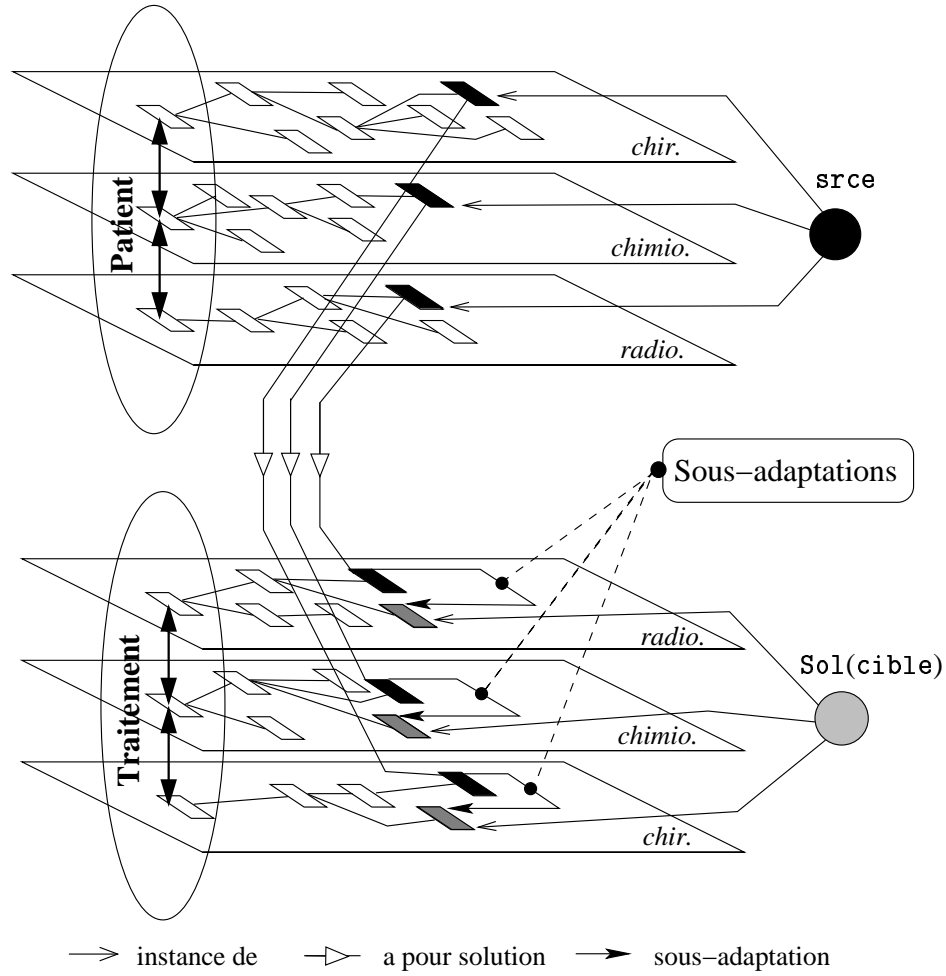 chir.
srce
Patient
chimio.
radio.
Sous−adaptations
radio.
Sol(cible)
Traitement
chimio.
chir.
instance de
a pour solution
sous−adaptation